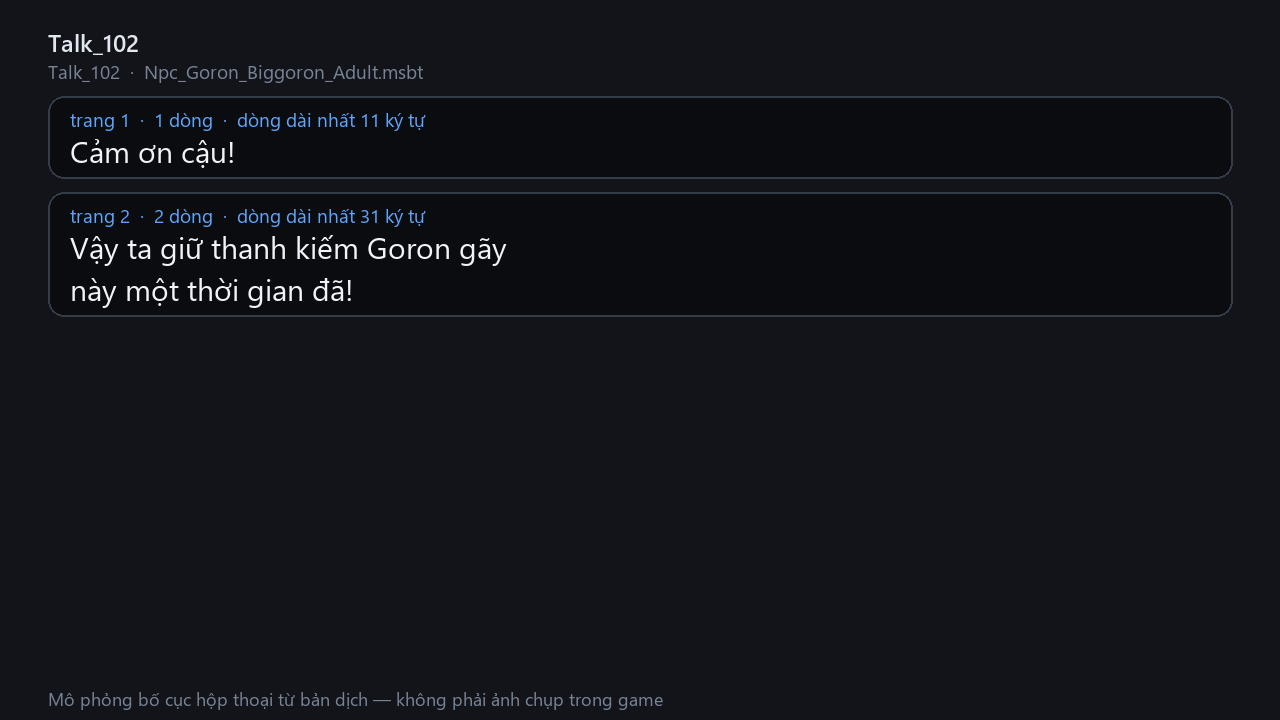 Talk_102
Talk_102 · Npc_Goron_Biggoron_Adult.msbt
trang 1 · 1 dòng · dòng dài nhất 11 ký tự
Cảm ơn cậu!
trang 2 · 2 dòng · dòng dài nhất 31 ký tự
Vậy ta giữ thanh kiếm Goron gãy
này một thời gian đã!
Mô phỏng bố cục hộp thoại từ bản dịch — không phải ảnh chụp trong game